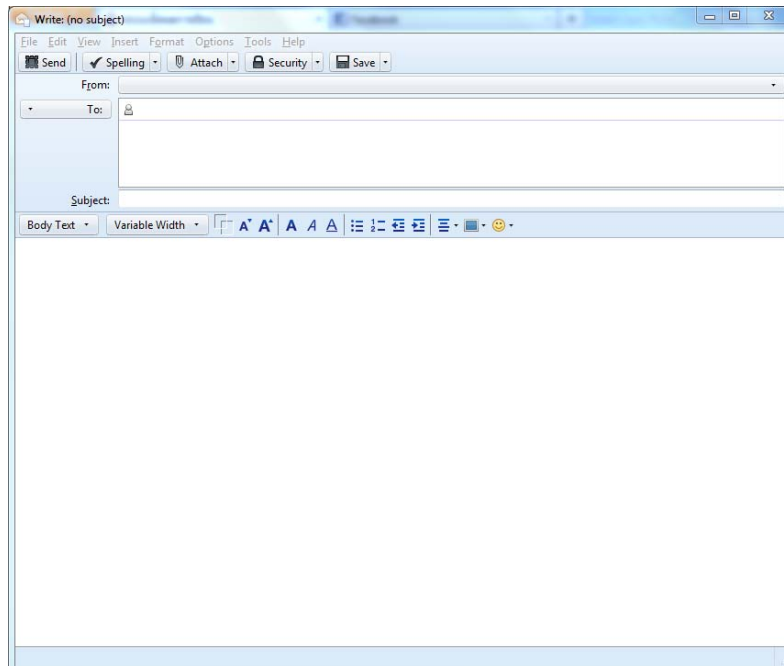 Write: (no subject)
Facebook
File Edit View Insert Format Options Tools Help
Send Spelling Attach Security Save
From:
To:
Subject:
Body Text Variable Width